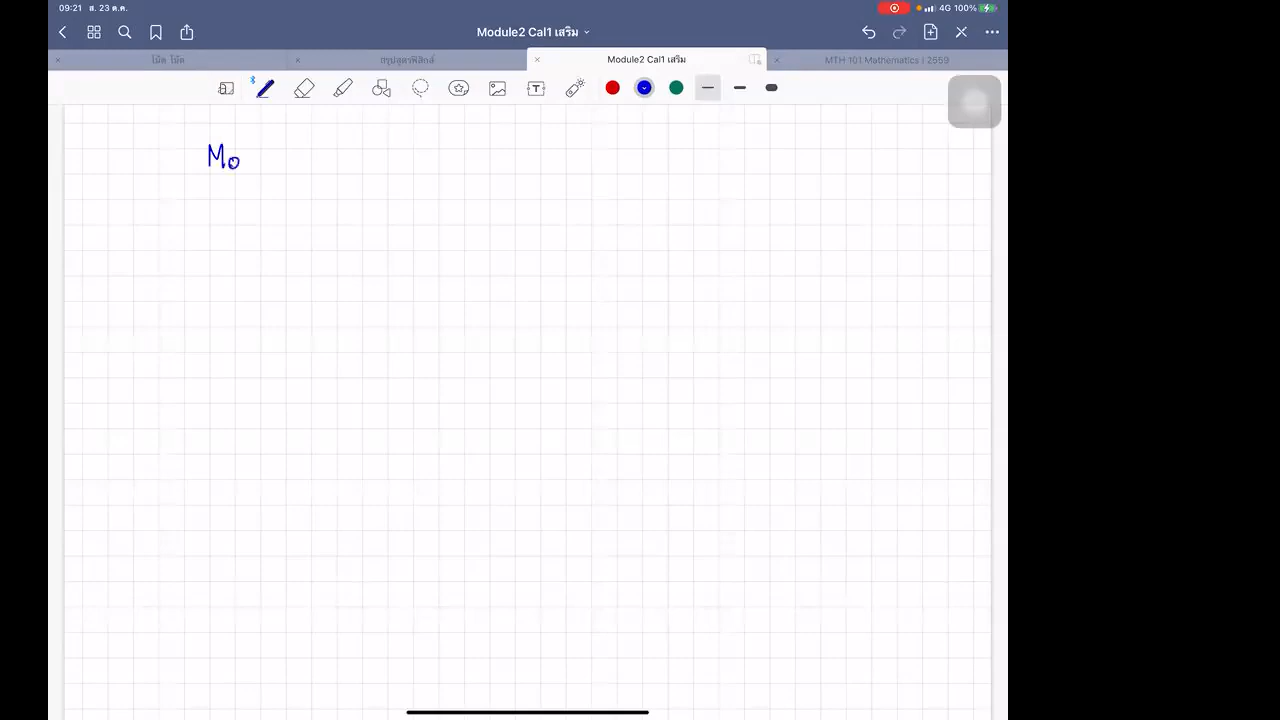 09:21 ส. 23 ต.ค. 4G 100%
Module2 Cal1 เสริม
โน๊ต โน๊ต สรุปสูตรฟิสิกส์ Module2 Cal1 เสริม MTH 101 Mathematics I 2559
T
Mo